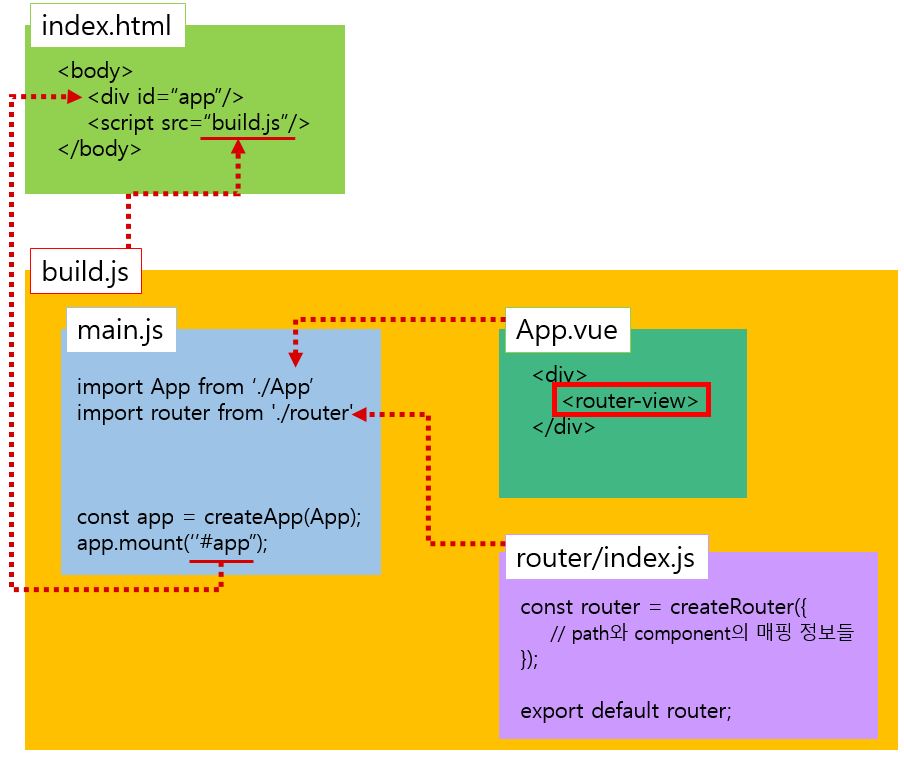 index.html
<body>
<div id=“app”/>
<script src=“build.js”/>
</body>
build.js
main.js
import App from ‘./App’
import router from './router'
const app = createApp(App);
app.mount(‘’#app”);
App.vue
<div>
<router-view>
</div>
router/index.js
const router = createRouter({
// path와 component의 매핑 정보들
});
export default router;